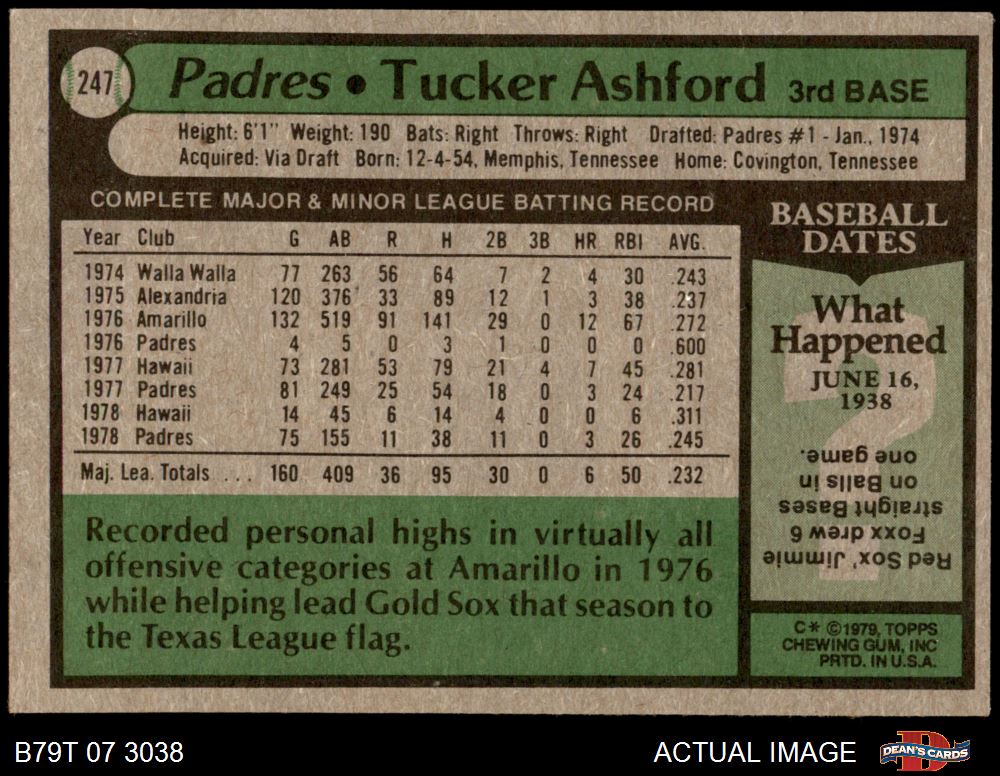 247
Padres • Tucker Ashford 3rd BASE
Height: 6'1" Weight: 190 Bats: Right Throws: Right Drafted: Padres #1 - Jan., 1974
Acquired: Via Draft Born: 12-4-54, Memphis, Tennessee Home: Covington, Tennessee
COMPLETE MAJOR & MINOR LEAGUE BATTING RECORD
Year Club G AB R H 2B 3B HR RBI AVG.
1974 Walla Walla 77 263 56 64 7 2 4 30 .243
1975 Alexandria 120 376 33 89 12 1 3 38 .237
1976 Amarillo 132 519 91 141 29 0 12 67 .272
1976 Padres 4 5 0 3 1 0 0 0 .600
1977 Hawaii 73 281 53 79 21 4 7 45 .281
1977 Padres 81 249 25 54 18 0 3 24 .217
1978 Hawaii 14 45 6 14 4 0 0 6 .311
1978 Padres 75 155 11 38 11 0 3 26 .245
Maj. Lea. Totals . . . 160 409 36 95 30 0 6 50 .232
Recorded personal highs in virtually all
offensive categories at Amarillo in 1976
while helping lead Gold Sox that season to
the Texas League flag.
BASEBALL
DATES
What
Happened
JUNE 16,
1938
?
Red Sox' Jimmie
Foxx drew 6
straight Bases
on Balls in
one game.
C* ©1979, TOPPS
CHEWING GUM, INC
PRTD. IN U.S.A.
B79T 07 3038
ACTUAL IMAGE
D
DEAN'S CARDS